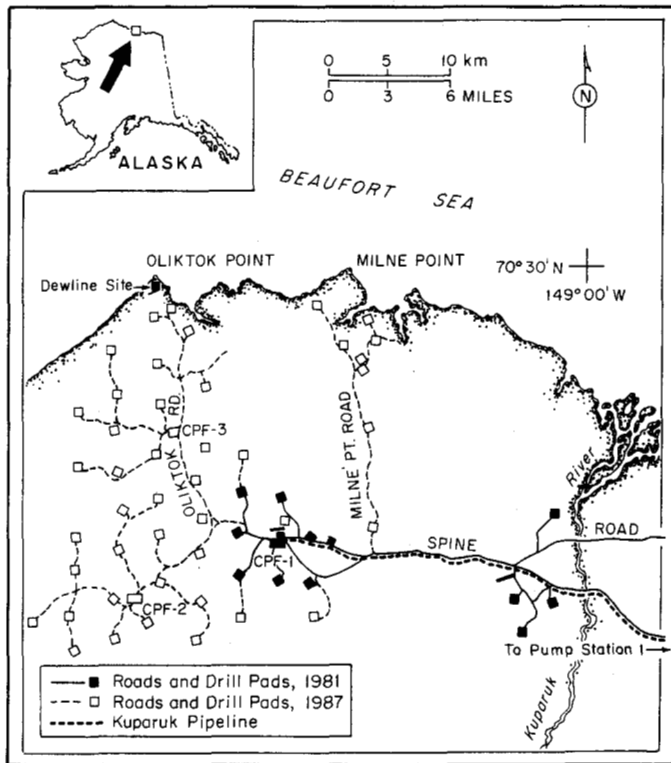 0 5 10 km
0 3 6 MILES
N
ALASKA
BEAUFORT SEA
OLIKTOK POINT
MILNE POINT
Dewline Site
70° 30' N
149° 00' W
OLIKTOK RD.
CPF-3
MILNE PT. ROAD
River
CPF-1
SPINE ROAD
CPF-2
To Pump Station 1
Kuparuk
Roads and Drill Pads, 1981
Roads and Drill Pads, 1987
Kuparuk Pipeline